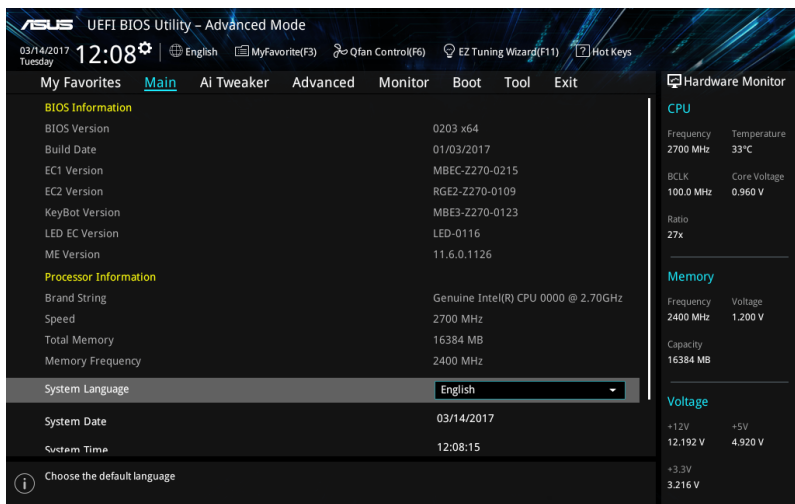 ASUS UEFI BIOS Utility – Advanced Mode
03/14/2017 Tuesday 12:08 English MyFavorite(F3) Qfan Control(F6) EZ Tuning Wizard(F11) ? Hot Keys
My Favorites Main Ai Tweaker Advanced Monitor Boot Tool Exit
BIOS Information
BIOS Version 0203 x64
Build Date 01/03/2017
EC1 Version MBEC-Z270-0215
EC2 Version RGE2-Z270-0109
KeyBot Version MBE3-Z270-0123
LED EC Version LED-0116
ME Version 11.6.0.1126
Processor Information
Brand String Genuine Intel(R) CPU 0000 @ 2.70GHz
Speed 2700 MHz
Total Memory 16384 MB
Memory Frequency 2400 MHz
System Language English
System Date 03/14/2017
System Time 12:08:15
i Choose the default language
Hardware Monitor
CPU
Frequency Temperature
2700 MHz 33°C
BCLK Core Voltage
100.0 MHz 0.960 V
Ratio
27x
Memory
Frequency Voltage
2400 MHz 1.200 V
Capacity
16384 MB
Voltage
+12V +5V
12.192 V 4.920 V
+3.3V
3.216 V